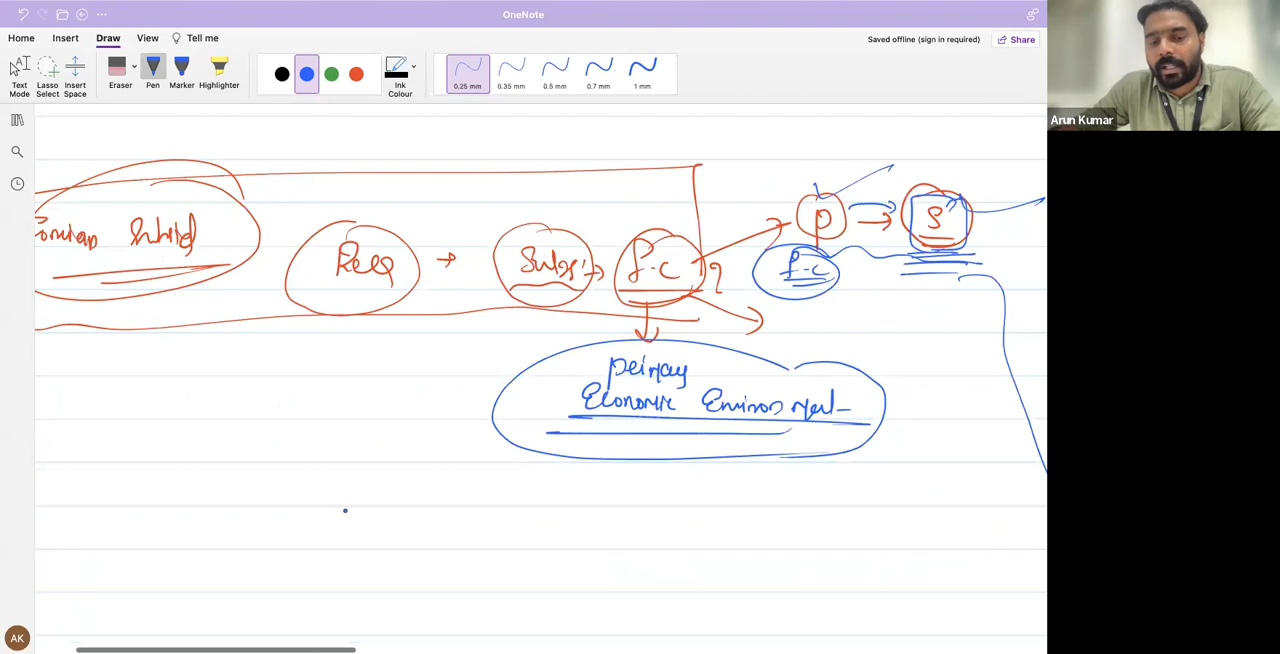 OneNote
Home Insert Draw View Tell me
Saved offline (sign in required) Share
Text Mode Lasso Select Insert Space Eraser Pen Marker Highlighter Ink Colour 0.25 mm 0.35 mm 0.5 mm 0.7 mm 1 mm
Arun Kumar
P → S
Req → Subs → f.c
f.c
Primary
Economic Environment
AK